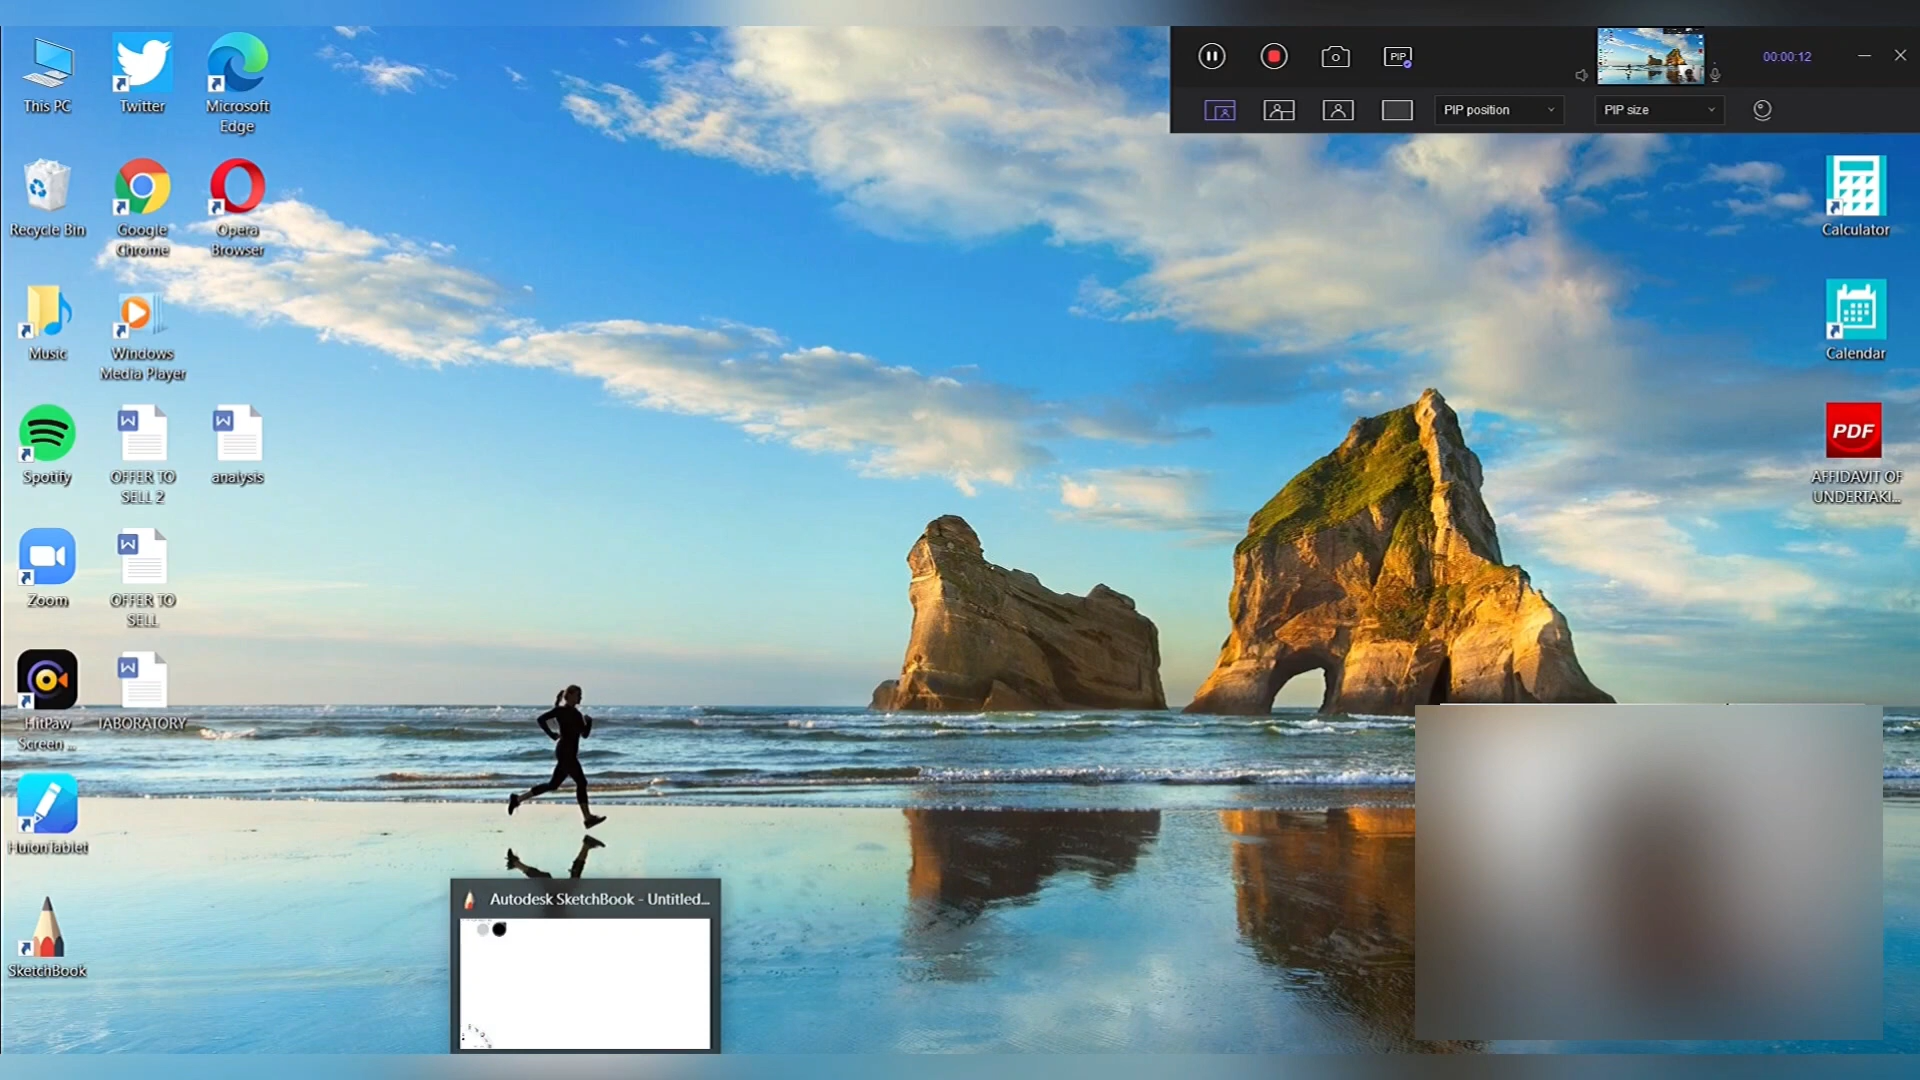 This PC
Twitter
Microsoft
Edge
PIP
00:00:12
PIP position
PIP size
Recycle Bin
Google
Chrome
Opera
Browser
Calculator
Music
Windows
Media Player
Calendar
W
W
PDF
Spotify
OFFER TO
SELL 2
analysis
AFFIDAVIT OF
UNDERTAKI...
W
Zoom
OFFER TO
SELL
W
HitPaw
Screen ...
lABORATORY
HuionTablet
Autodesk SketchBook - Untitled...
SketchBook